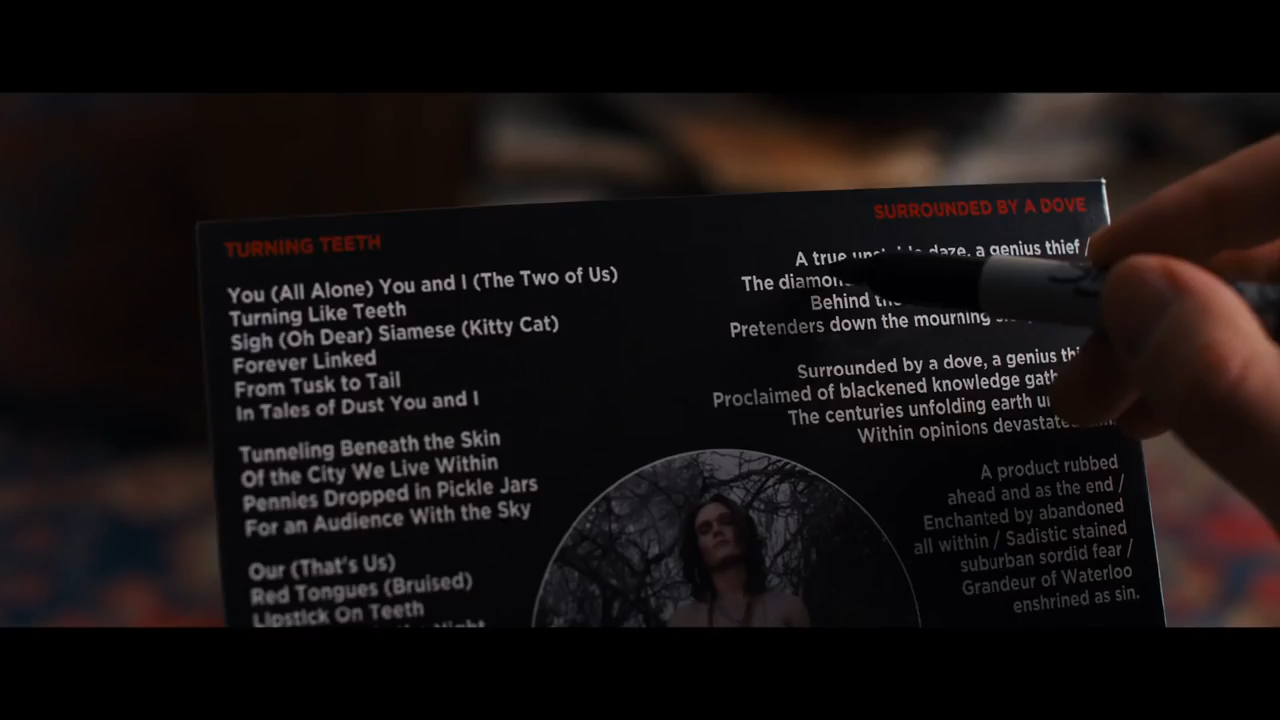 TURNING TEETH
You (All Alone) You and I (The Two of Us)
Turning Like Teeth
Sigh (Oh Dear) Siamese (Kitty Cat)
Forever Linked
From Tusk to Tail
In Tales of Dust You and I
Tunneling Beneath the Skin
Of the City We Live Within
Pennies Dropped in Pickle Jars
For an Audience With the Sky
Our (That's Us)
Red Tongues (Bruised)
Lipstick On Teeth
SURROUNDED BY A DOVE
A true daze, a genius thief /
The
Behind
Pretenders down the mourning
Surrounded by a dove, a genius
Proclaimed of blackened knowledge
The centuries unfolding earth
Within opinions
A product rubbed
ahead and as the end /
Enchanted by abandoned
all within / Sadistic stained
suburban sordid fear /
Grandeur of Waterloo
enshrined as sin.